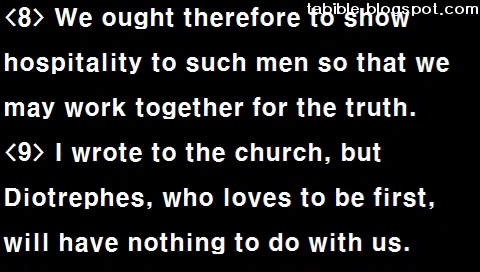 tabible.blogspot.com
<8> We ought therefore to show
hospitality to such men so that we
may work together for the truth.
<9> I wrote to the church, but
Diotrephes, who loves to be first,
will have nothing to do with us.